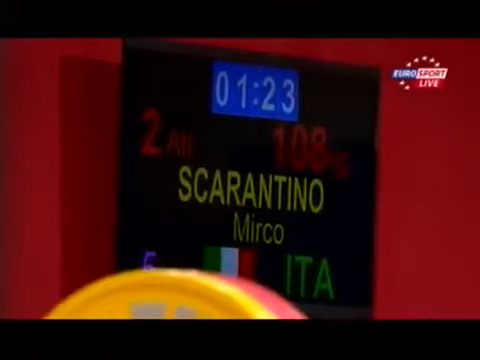 EUROSPORT
LIVE
01:23
2 Att 108 kg
SCARANTINO
Mirco
ITA